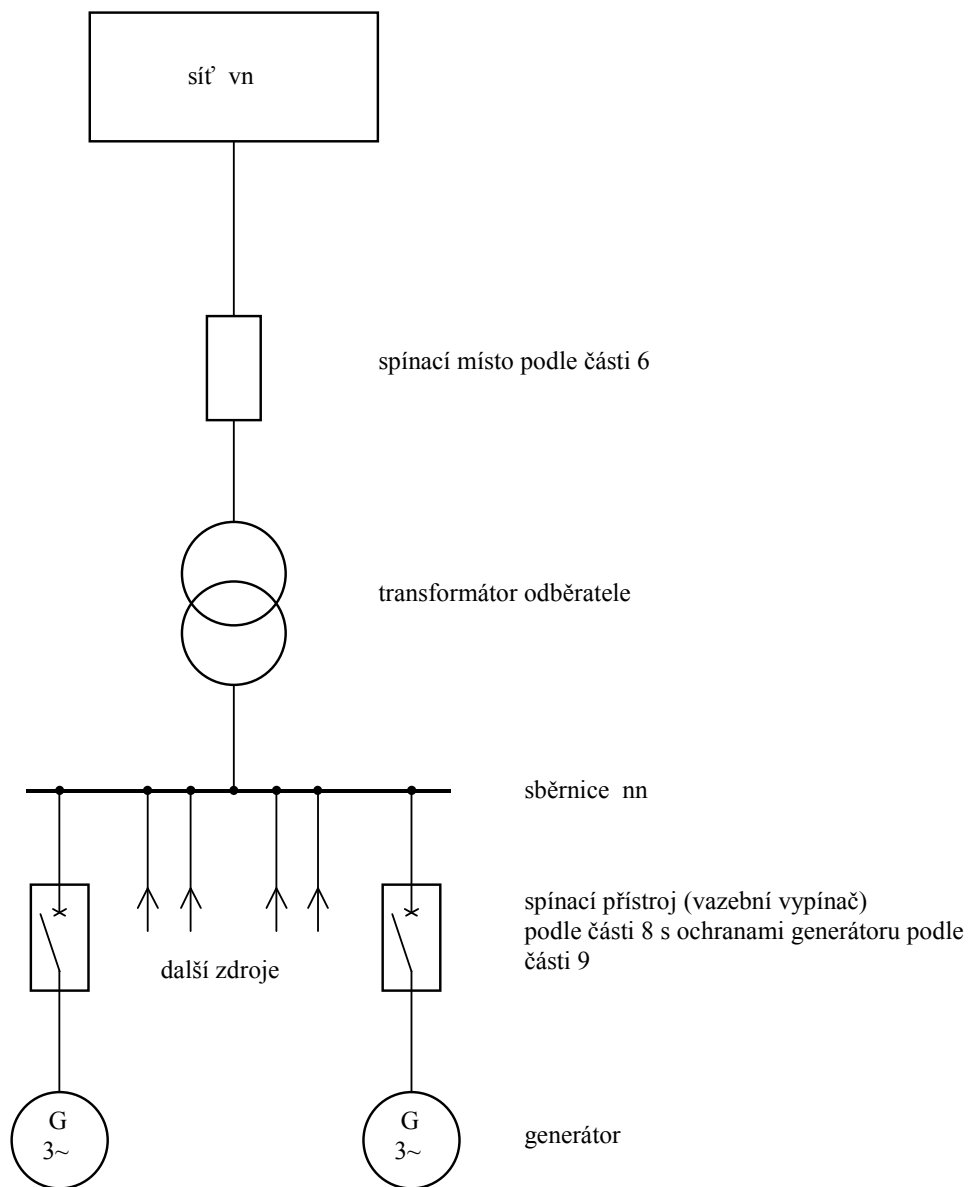 síť vn
spínací místo podle části 6
transformátor odběratele
sběrnice nn
spínací přístroj (vazební vypínač)
podle části 8 s ochranami generátoru podle
části 9
další zdroje
G
3~
G
3~
generátor